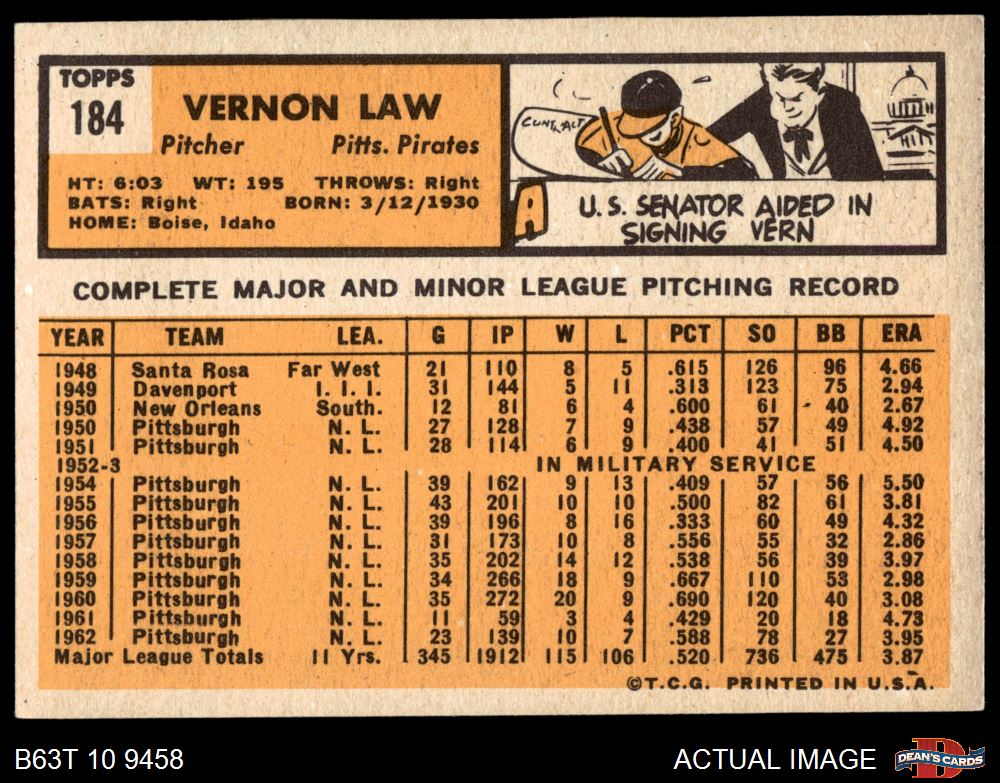 TOPPS
184
VERNON LAW
Pitcher Pitts. Pirates
HT: 6:03 WT: 195 THROWS: Right
BATS: Right BORN: 3/12/1930
HOME: Boise, Idaho
CONTRACT
U. S. SENATOR AIDED IN
SIGNING VERN
COMPLETE MAJOR AND MINOR LEAGUE PITCHING RECORD
YEAR TEAM LEA. G IP W L PCT SO BB ERA
1948 Santa Rosa Far West 21 110 8 5 .615 126 96 4.66
1949 Davenport I. I. I. 31 144 5 11 .313 123 75 2.94
1950 New Orleans South. 12 81 6 4 .600 61 40 2.67
1950 Pittsburgh N. L. 27 128 7 9 .438 57 49 4.92
1951 Pittsburgh N. L. 28 114 6 9 .400 41 51 4.50
1952-3 IN MILITARY SERVICE
1954 Pittsburgh N. L. 39 162 9 13 .409 57 56 5.50
1955 Pittsburgh N. L. 43 201 10 10 .500 82 61 3.81
1956 Pittsburgh N. L. 39 196 8 16 .333 60 49 4.32
1957 Pittsburgh N. L. 31 173 10 8 .556 55 32 2.86
1958 Pittsburgh N. L. 35 202 14 12 .538 56 39 3.97
1959 Pittsburgh N. L. 34 266 18 9 .667 110 53 2.98
1960 Pittsburgh N. L. 35 272 20 9 .690 120 40 3.08
1961 Pittsburgh N. L. 11 59 3 4 .429 20 18 4.73
1962 Pittsburgh N. L. 23 139 10 7 .588 78 27 3.95
Major League Totals 11 Yrs. 345 1912 115 106 .520 736 475 3.87
©T.C.G. PRINTED IN U.S.A.
B63T 10 9458 ACTUAL IMAGE
D
DEAN'S CARDS